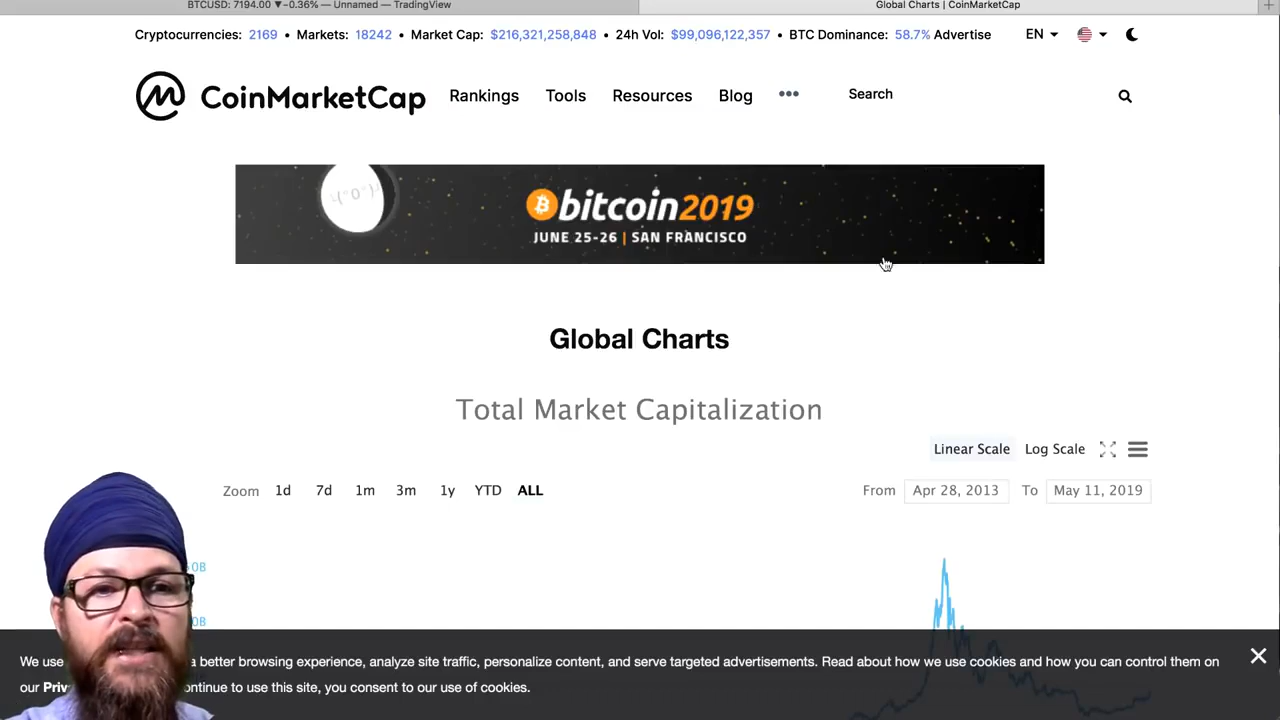 BTCUSD: 7194.00 ▼−0.36% — Unnamed — TradingView
Global Charts | CoinMarketCap
Cryptocurrencies: 2169 • Markets: 18242 • Market Cap: $216,321,258,848 • 24h Vol: $99,096,122,357 • BTC Dominance: 58.7% Advertise
EN
CoinMarketCap
Rankings
Tools
Resources
Blog
Search
bitcoin2019
JUNE 25-26 | SAN FRANCISCO
Global Charts
Total Market Capitalization
Linear Scale
Log Scale
Zoom 1d 7d 1m 3m 1y YTD ALL
From Apr 28, 2013 To May 11, 2019
We use
a better browsing experience, analyze site traffic, personalize content, and serve targeted advertisements. Read about how we use cookies and how you can control them on
our
ontinue to use this site, you consent to our use of cookies.